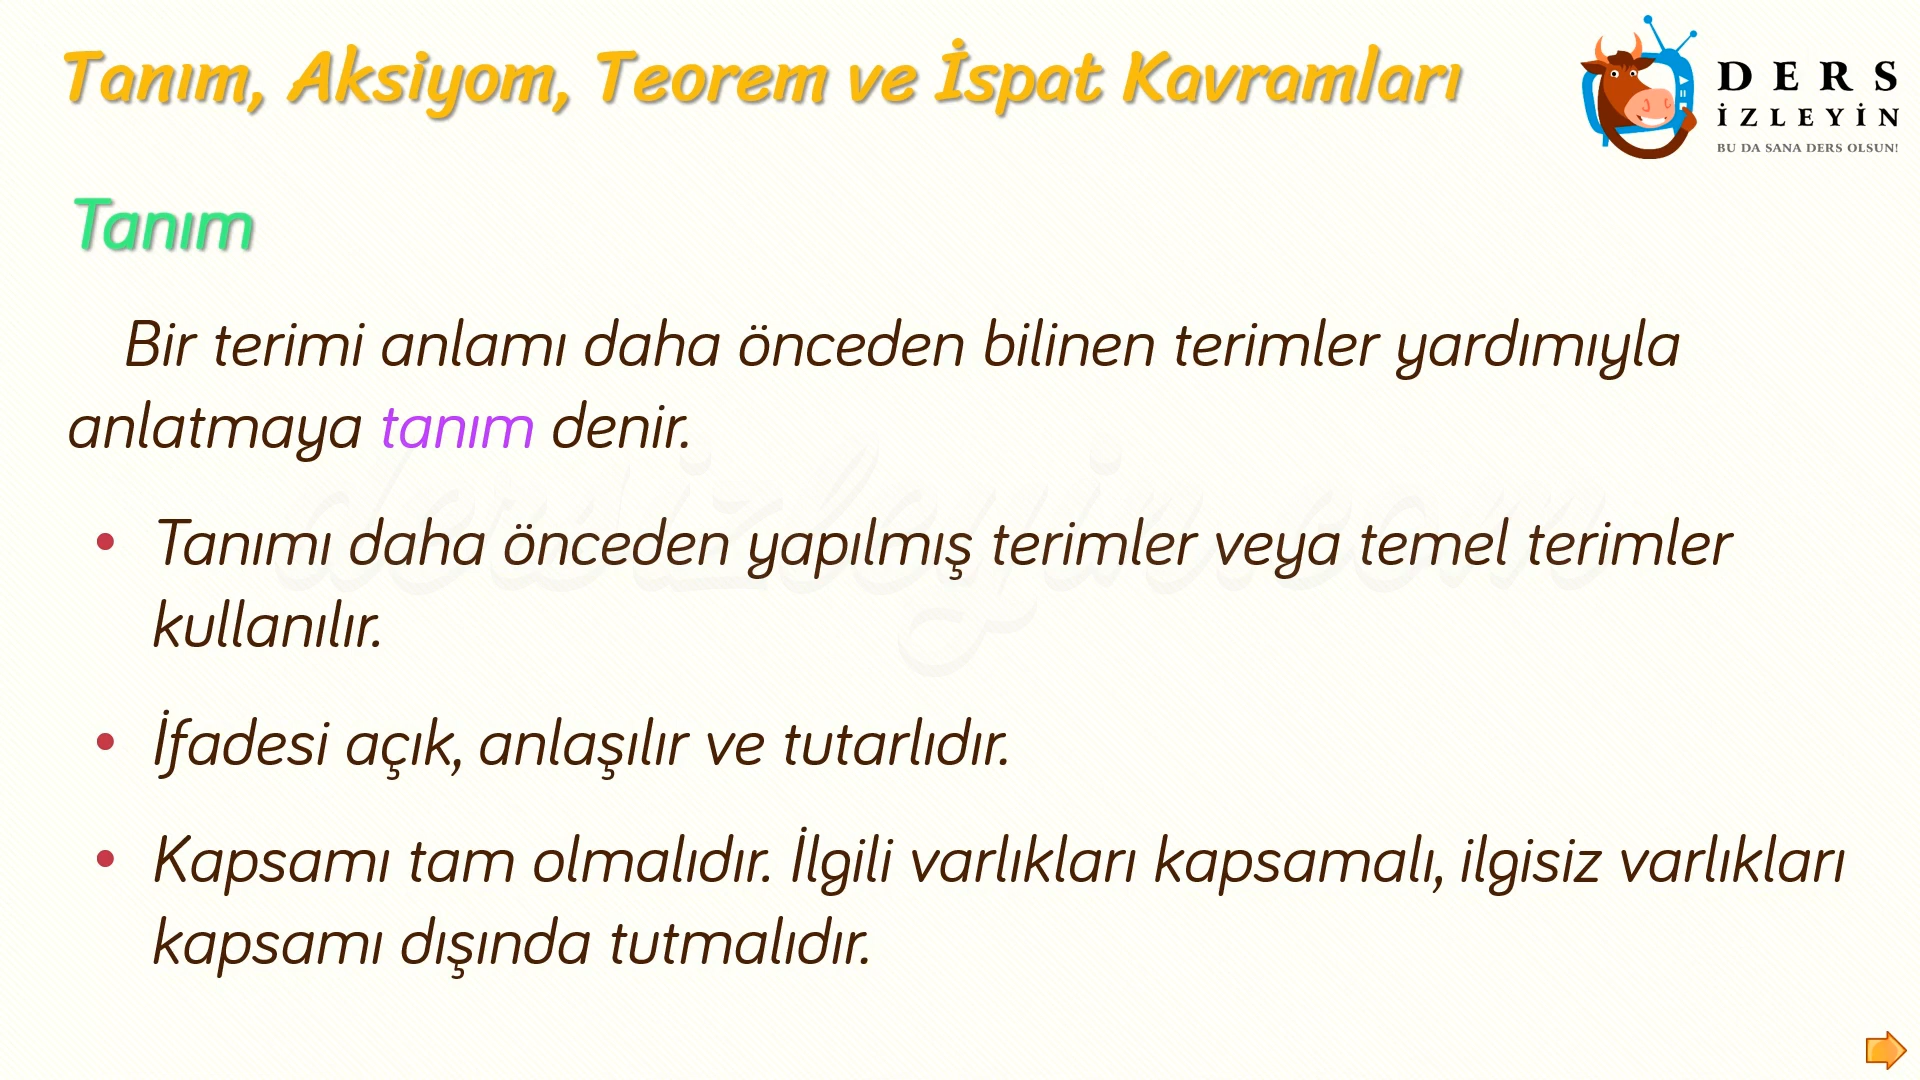 Tanım, Aksiyom, Teorem ve İspat Kavramları
DERS
İZLEYİN
BU DA SANA DERS OLSUN!
Tanım
Bir terimi anlamı daha önceden bilinen terimler yardımıyla
anlatmaya tanım denir.
• Tanımı daha önceden yapılmış terimler veya temel terimler
kullanılır.
• İfadesi açık, anlaşılır ve tutarlıdır.
• Kapsamı tam olmalıdır. İlgili varlıkları kapsamalı, ilgisiz varlıkları
kapsamı dışında tutmalıdır.
dersizleyin.com